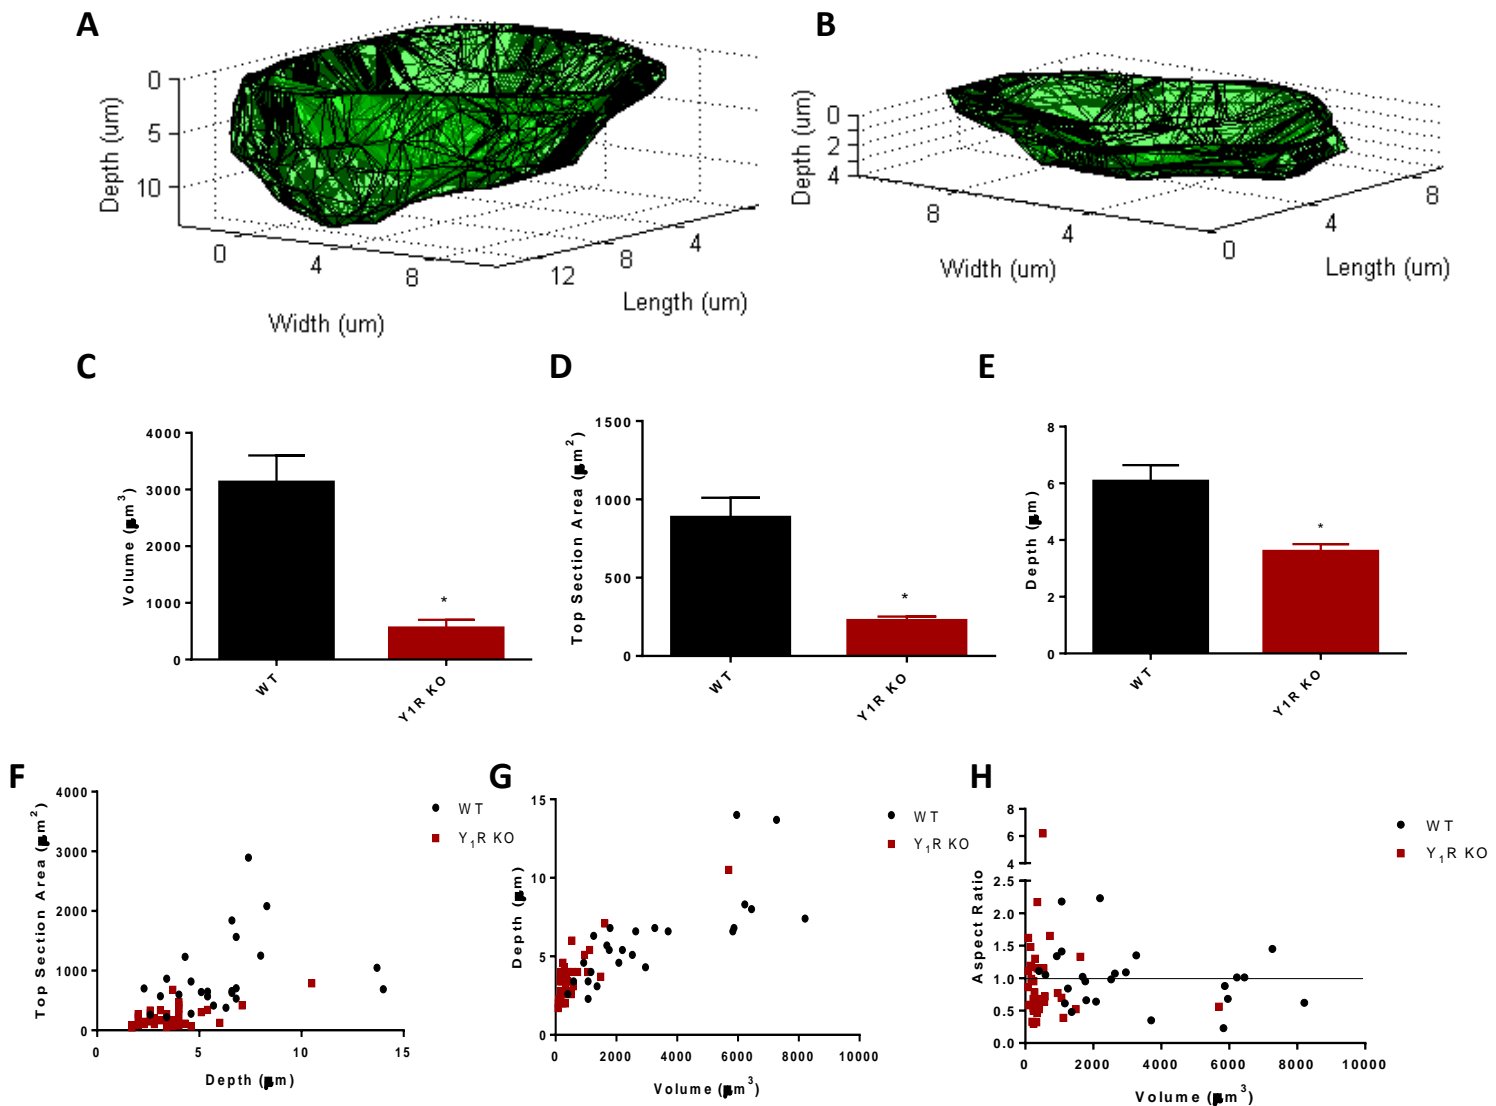 A
B
0
5
10
Depth (um)
0
4
8
Width (um)
12
8
4
Length (um)
0
2
4
Depth (um)
8
4
Width (um)
0
4
8
Length (um)
C
D
E
4000
3000
2000
1000
0
Volume (μm3)
*
WT
Y1R KO
1500
1000
500
0
Top Section Area (μm2)
*
WT
Y1R KO
8
6
4
2
0
Depth (μm)
*
WT
Y1R KO
F
G
H
4000
3000
2000
1000
0
Top Section Area (μm2)
0 5 10 15
Depth (μm)
WT
Y1R KO
15
10
5
0
Depth (μm)
0 2000 4000 6000 8000 10000
Volume (μm3)
WT
Y1R KO
8
6
4
2.5
2.0
1.5
1.0
0.5
0.0
Aspect Ratio
0 2000 4000 6000 8000 10000
Volume (μm3)
WT
Y1R KO